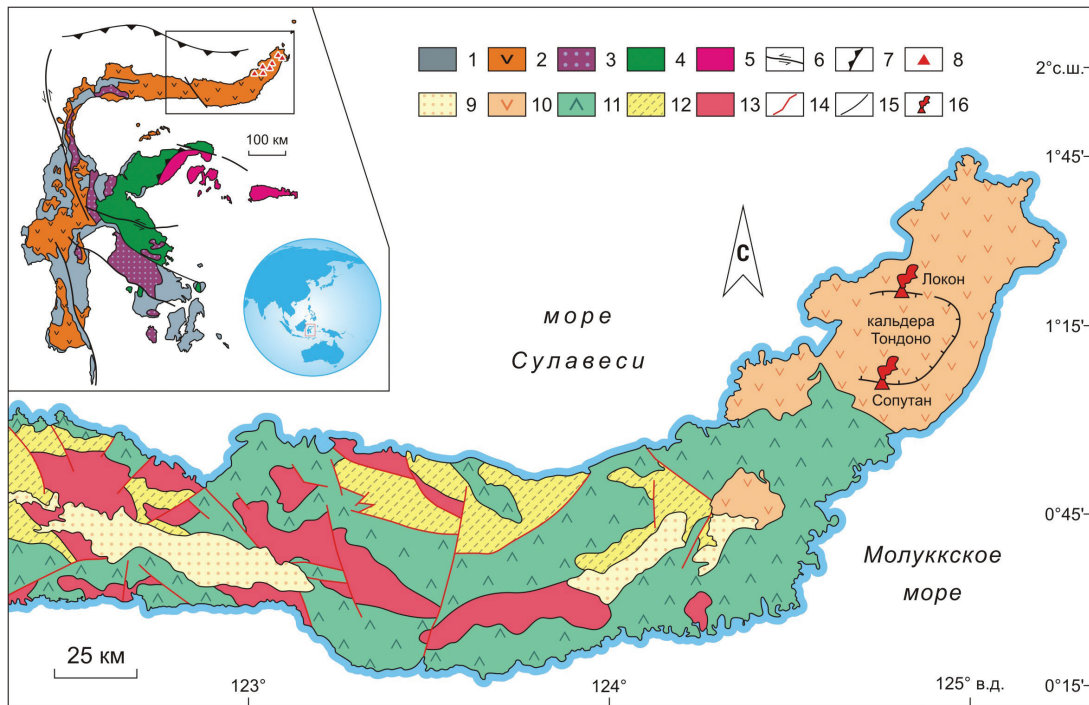 1 2 3 4 5 6 7 8
9 10 11 12 13 14 15 16
100 км
2°с.ш.
1°45'
1°15'
0°45'
0°15'
С
море
Сулавеси
Локон
кальдера
Тондоно
Сопутан
Молуккское
море
25 км
123° 124° 125° в.д.